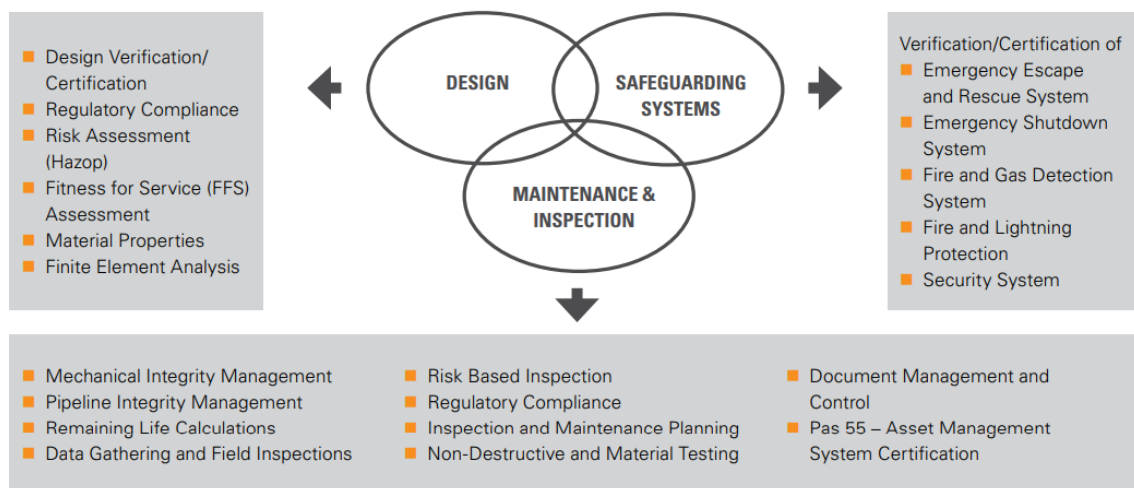 Design Verification/
Certification
Regulatory Compliance
Risk Assessment
(Hazop)
Fitness for Service (FFS)
Assessment
Material Properties
Finite Element Analysis
DESIGN
SAFEGUARDING
SYSTEMS
MAINTENANCE &
INSPECTION
Verification/Certification of
Emergency Escape
and Rescue System
Emergency Shutdown
System
Fire and Gas Detection
System
Fire and Lightning
Protection
Security System
Mechanical Integrity Management
Pipeline Integrity Management
Remaining Life Calculations
Data Gathering and Field Inspections
Risk Based Inspection
Regulatory Compliance
Inspection and Maintenance Planning
Non-Destructive and Material Testing
Document Management and
Control
Pas 55 – Asset Management
System Certification